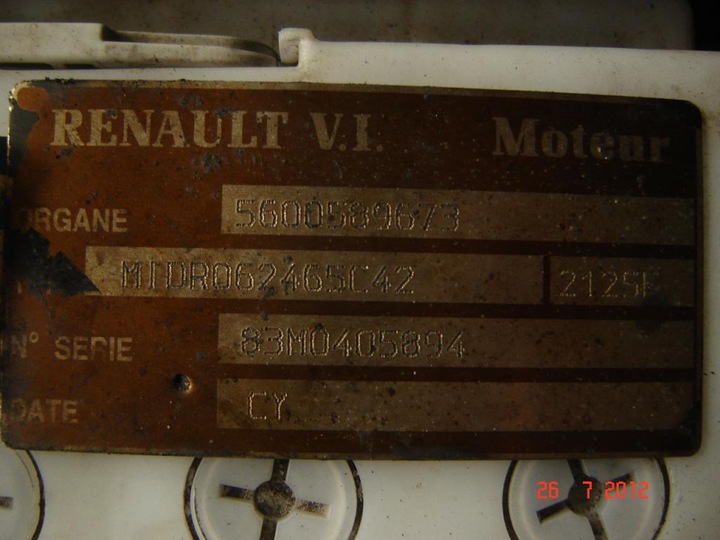 RENAULT V.I. Moteur
ORGANE 5600589673
MIDR062465C42 2125F
N° SERIE 83M0405894
DATE CY
26 7.2012